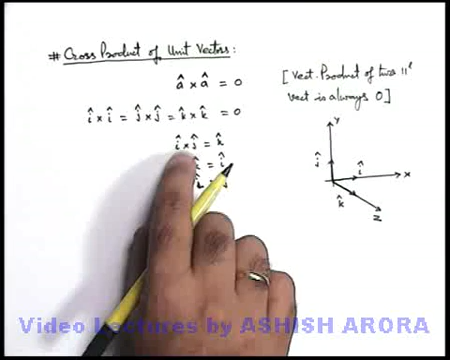 # Cross Product of Unit Vectors:
â × â = 0
[Vect. Product of two 11ˡ
vect is always 0]
î × î = ĵ × ĵ = k̂ × k̂ = 0
î × ĵ = k̂
= î
y
ĵ
î
x
k̂
z
Video Lectures by ASHISH ARORA